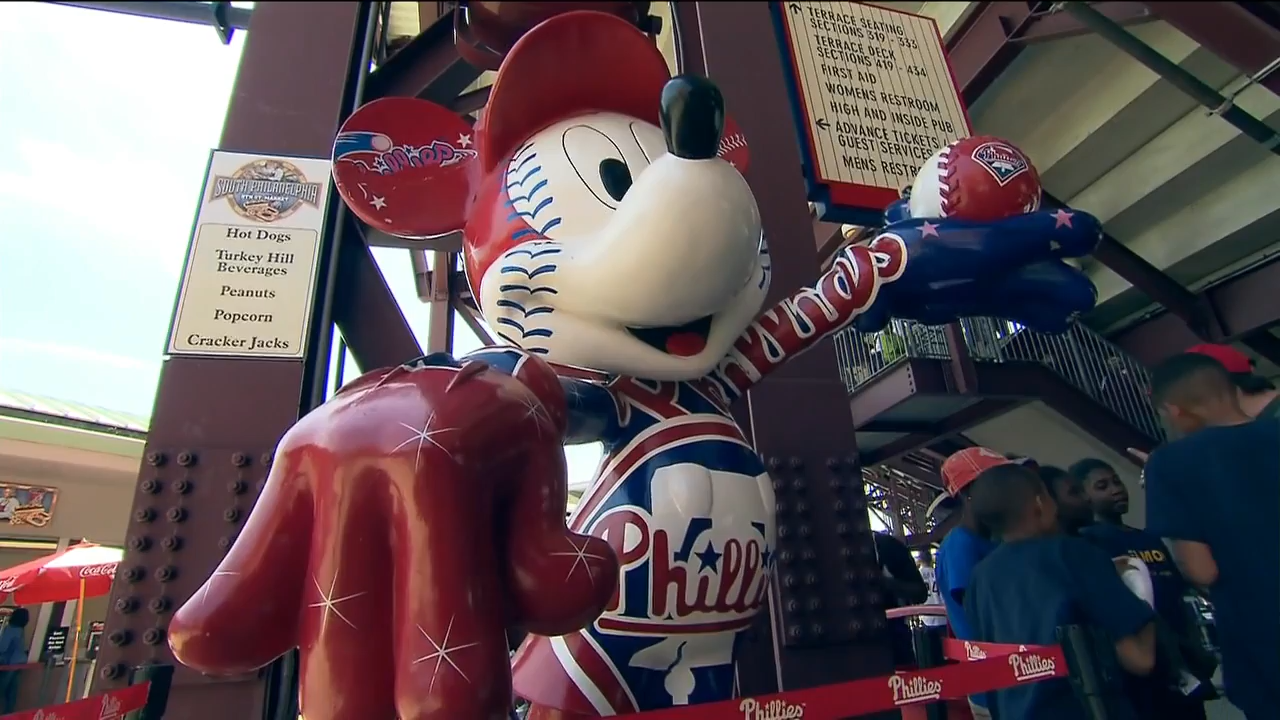 TERRACE SEATING
SECTIONS 319 - 333
TERRACE DECK
SECTIONS 419 - 434
FIRST AID
WOMENS RESTROOM
HIGH AND INSIDE PUB
ADVANCE TICKETS
GUEST SERVICES
MENS RESTR
SOUTH PHILADELPHIA
9TH ST. MARKET
Hot Dogs
Turkey Hill
Beverages
Peanuts
Popcorn
Cracker Jacks
Phillies
Coca-Cola
Phillies
Phillies
Phillies
Phillies